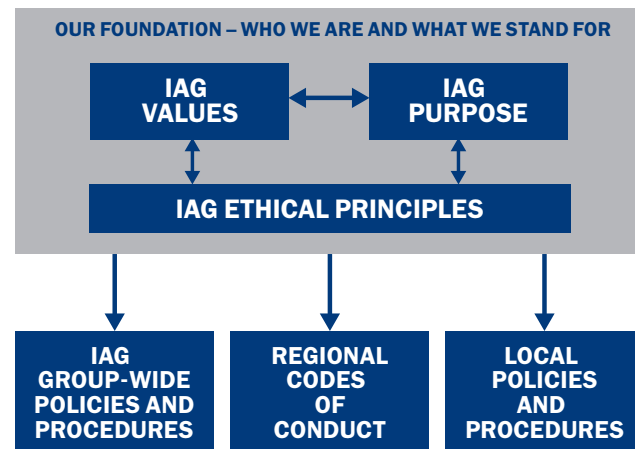 OUR FOUNDATION – WHO WE ARE AND WHAT WE STAND FOR
IAG
VALUES
IAG
PURPOSE
IAG ETHICAL PRINCIPLES
IAG
GROUP-WIDE
POLICIES AND
PROCEDURES
REGIONAL
CODES
OF
CONDUCT
LOCAL
POLICIES
AND
PROCEDURES